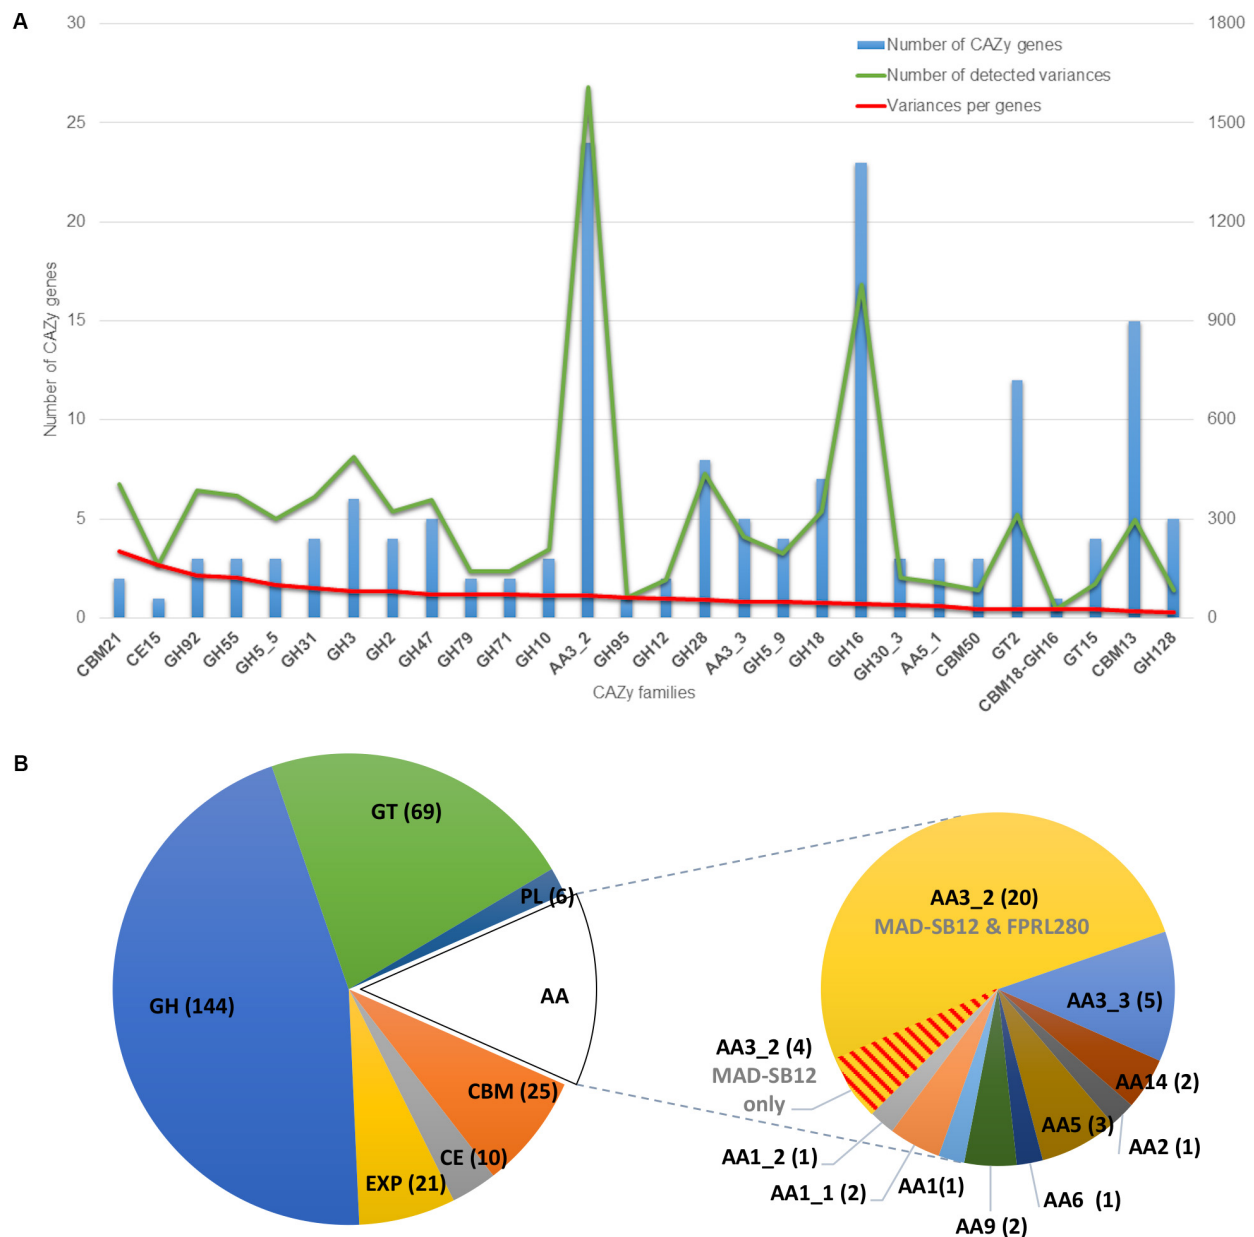 A
30
25
20
15
10
5
0
Number of CAZy genes
1800
1500
1200
900
600
300
0
Number of CAZy genes
Number of detected variances
Variances per genes
CBM21
CE15
GH92
GH55
GH5_5
GH31
GH3
GH2
GH47
GH79
GH71
GH10
AA3_2
GH95
GH12
GH28
AA3_3
GH5_9
GH18
GH16
GH30_3
AA5_1
CBM50
GT2
CBM18-GH16
GT15
CBM13
GH128
CAZy families
B
GT (69)
PL (6)
GH (144)
AA
CBM (25)
CE (10)
EXP (21)
AA3_2 (20)
MAD-SB12 & FPRL280
AA3_3 (5)
AA14 (2)
AA2 (1)
AA5 (3)
AA6 (1)
AA9 (2)
AA1(1)
AA1_1 (2)
AA1_2 (1)
AA3_2 (4)
MAD-SB12
only